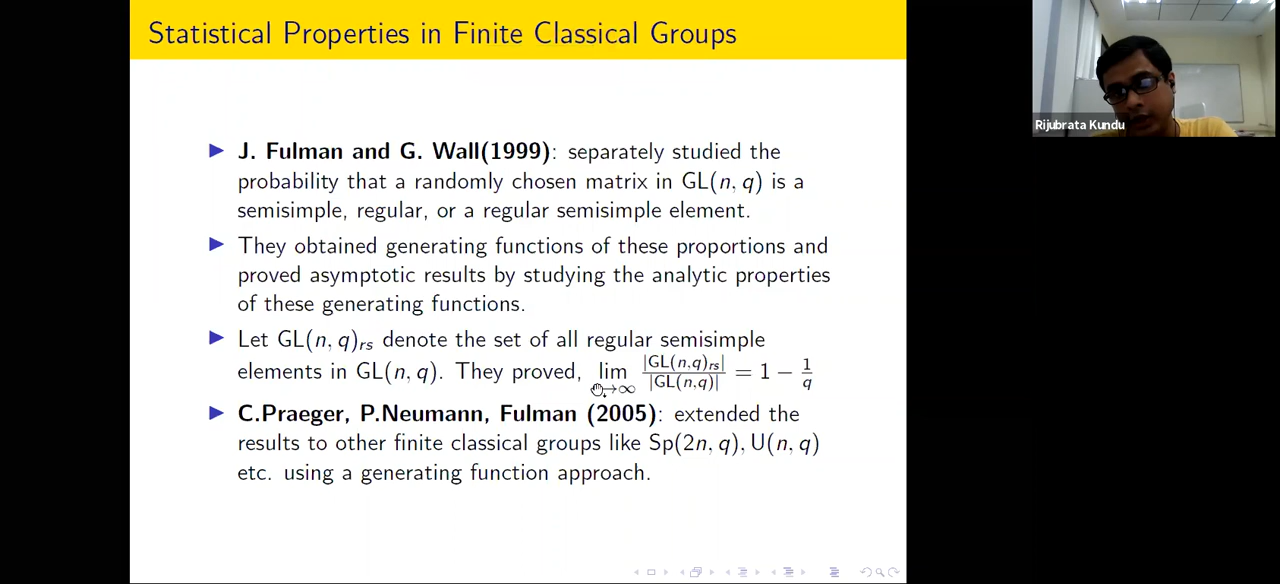 Statistical Properties in Finite Classical Groups
J. Fulman and G. Wall(1999): separately studied the
probability that a randomly chosen matrix in GL(n, q) is a
semisimple, regular, or a regular semisimple element.
They obtained generating functions of these proportions and
proved asymptotic results by studying the analytic properties
of these generating functions.
Let GL(n, q)rs denote the set of all regular semisimple
elements in GL(n, q). They proved, lim →∞ |GL(n,q)rs| / |GL(n,q)| = 1 − 1/q
C.Praeger, P.Neumann, Fulman (2005): extended the
results to other finite classical groups like Sp(2n, q), U(n, q)
etc. using a generating function approach.
Rijubrata Kundu